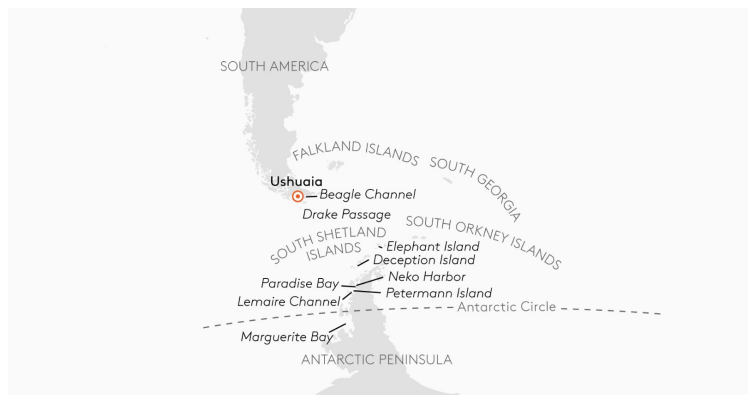 SOUTH AMERICA
FALKLAND ISLANDS
SOUTH GEORGIA
Ushuaia
Beagle Channel
Drake Passage
SOUTH ORKNEY ISLANDS
SOUTH SHETLAND
ISLANDS
Elephant Island
Deception Island
Neko Harbor
Paradise Bay
Petermann Island
Lemaire Channel
Antarctic Circle
Marguerite Bay
ANTARCTIC PENINSULA